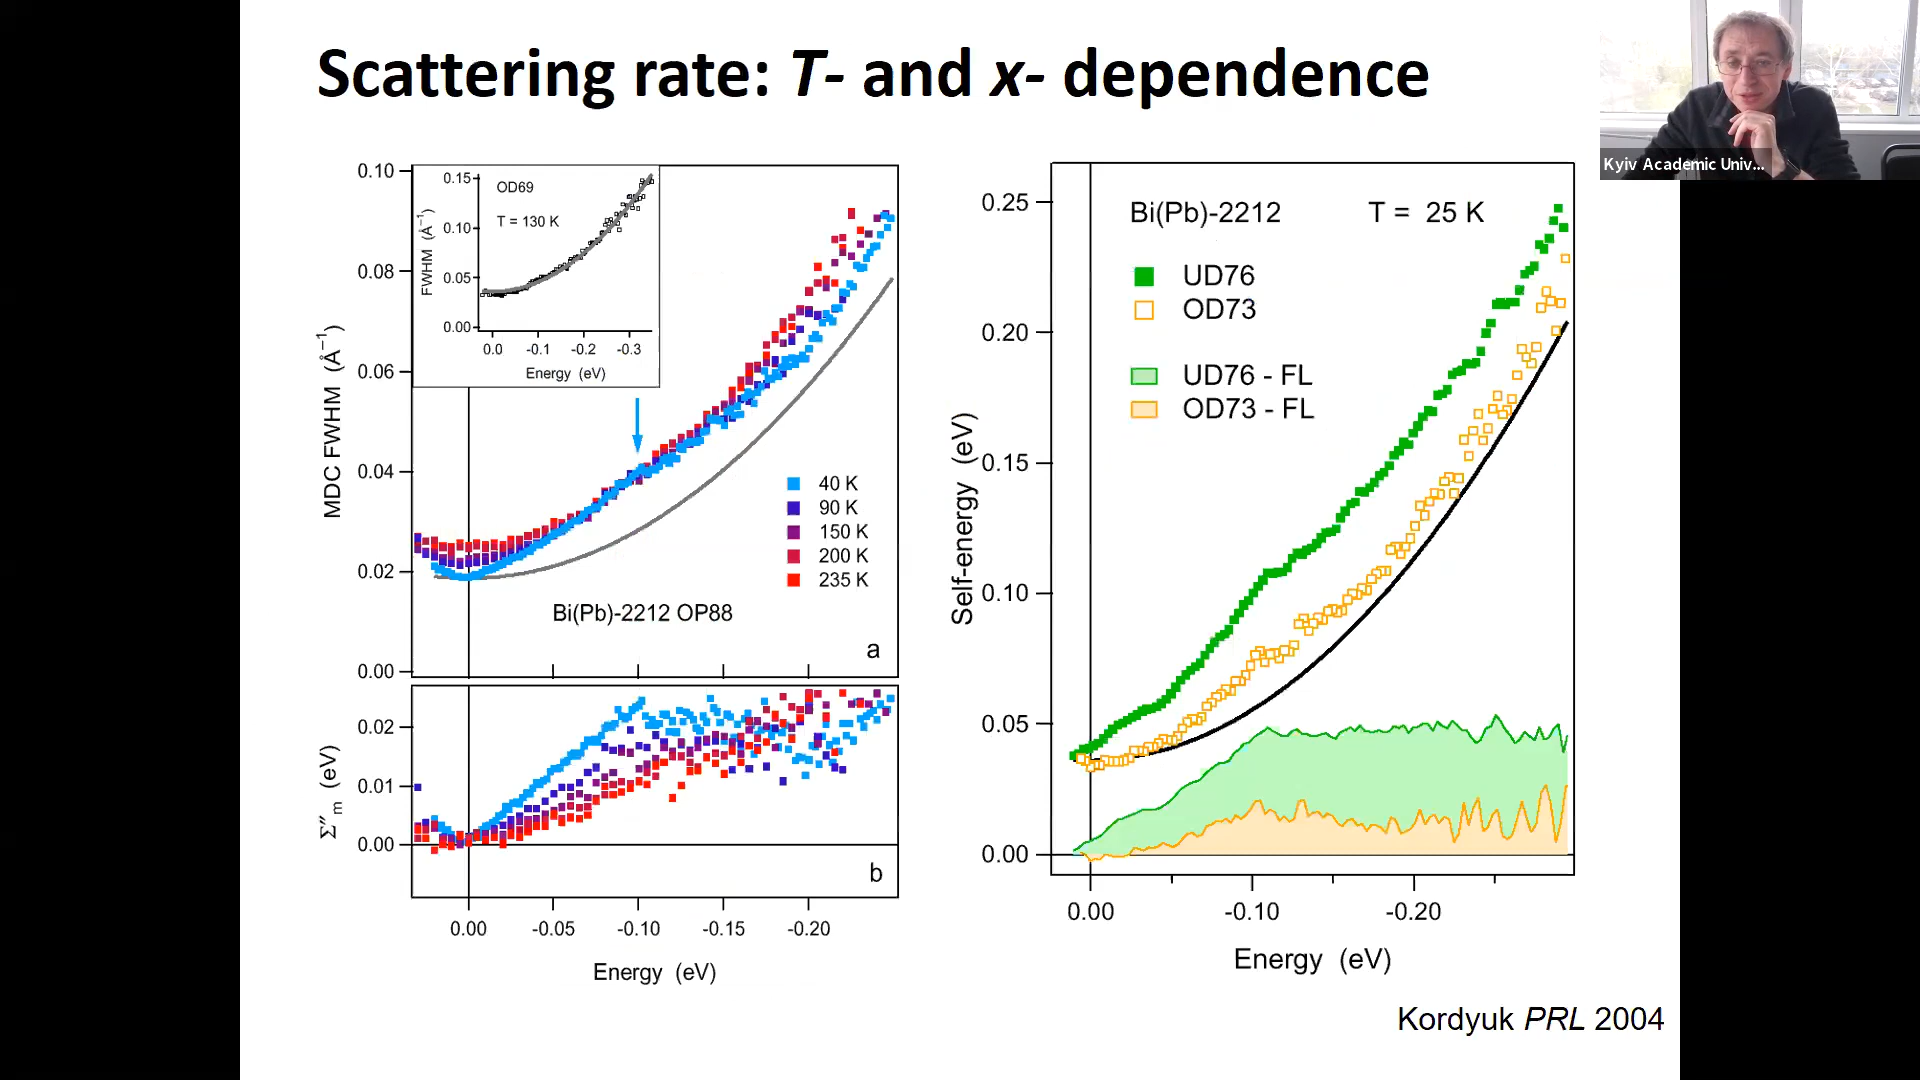 Scattering rate: T- and x- dependence
Kyiv Academic Univ...
0.10
0.08
0.06
0.04
0.02
0.00
MDC FWHM (Å⁻¹)
0.15
0.10
0.05
0.00
FWHM (Å⁻¹)
OD69
T = 130 K
0.0 -0.1 -0.2 -0.3
Energy (eV)
40 K
90 K
150 K
200 K
235 K
Bi(Pb)-2212 OP88
a
0.02
0.01
0.00
Σ″m (eV)
b
0.00 -0.05 -0.10 -0.15 -0.20
Energy (eV)
0.25
0.20
0.15
0.10
0.05
0.00
Self-energy (eV)
Bi(Pb)-2212 T = 25 K
UD76
OD73
UD76 - FL
OD73 - FL
0.00 -0.10 -0.20
Energy (eV)
Kordyuk PRL 2004